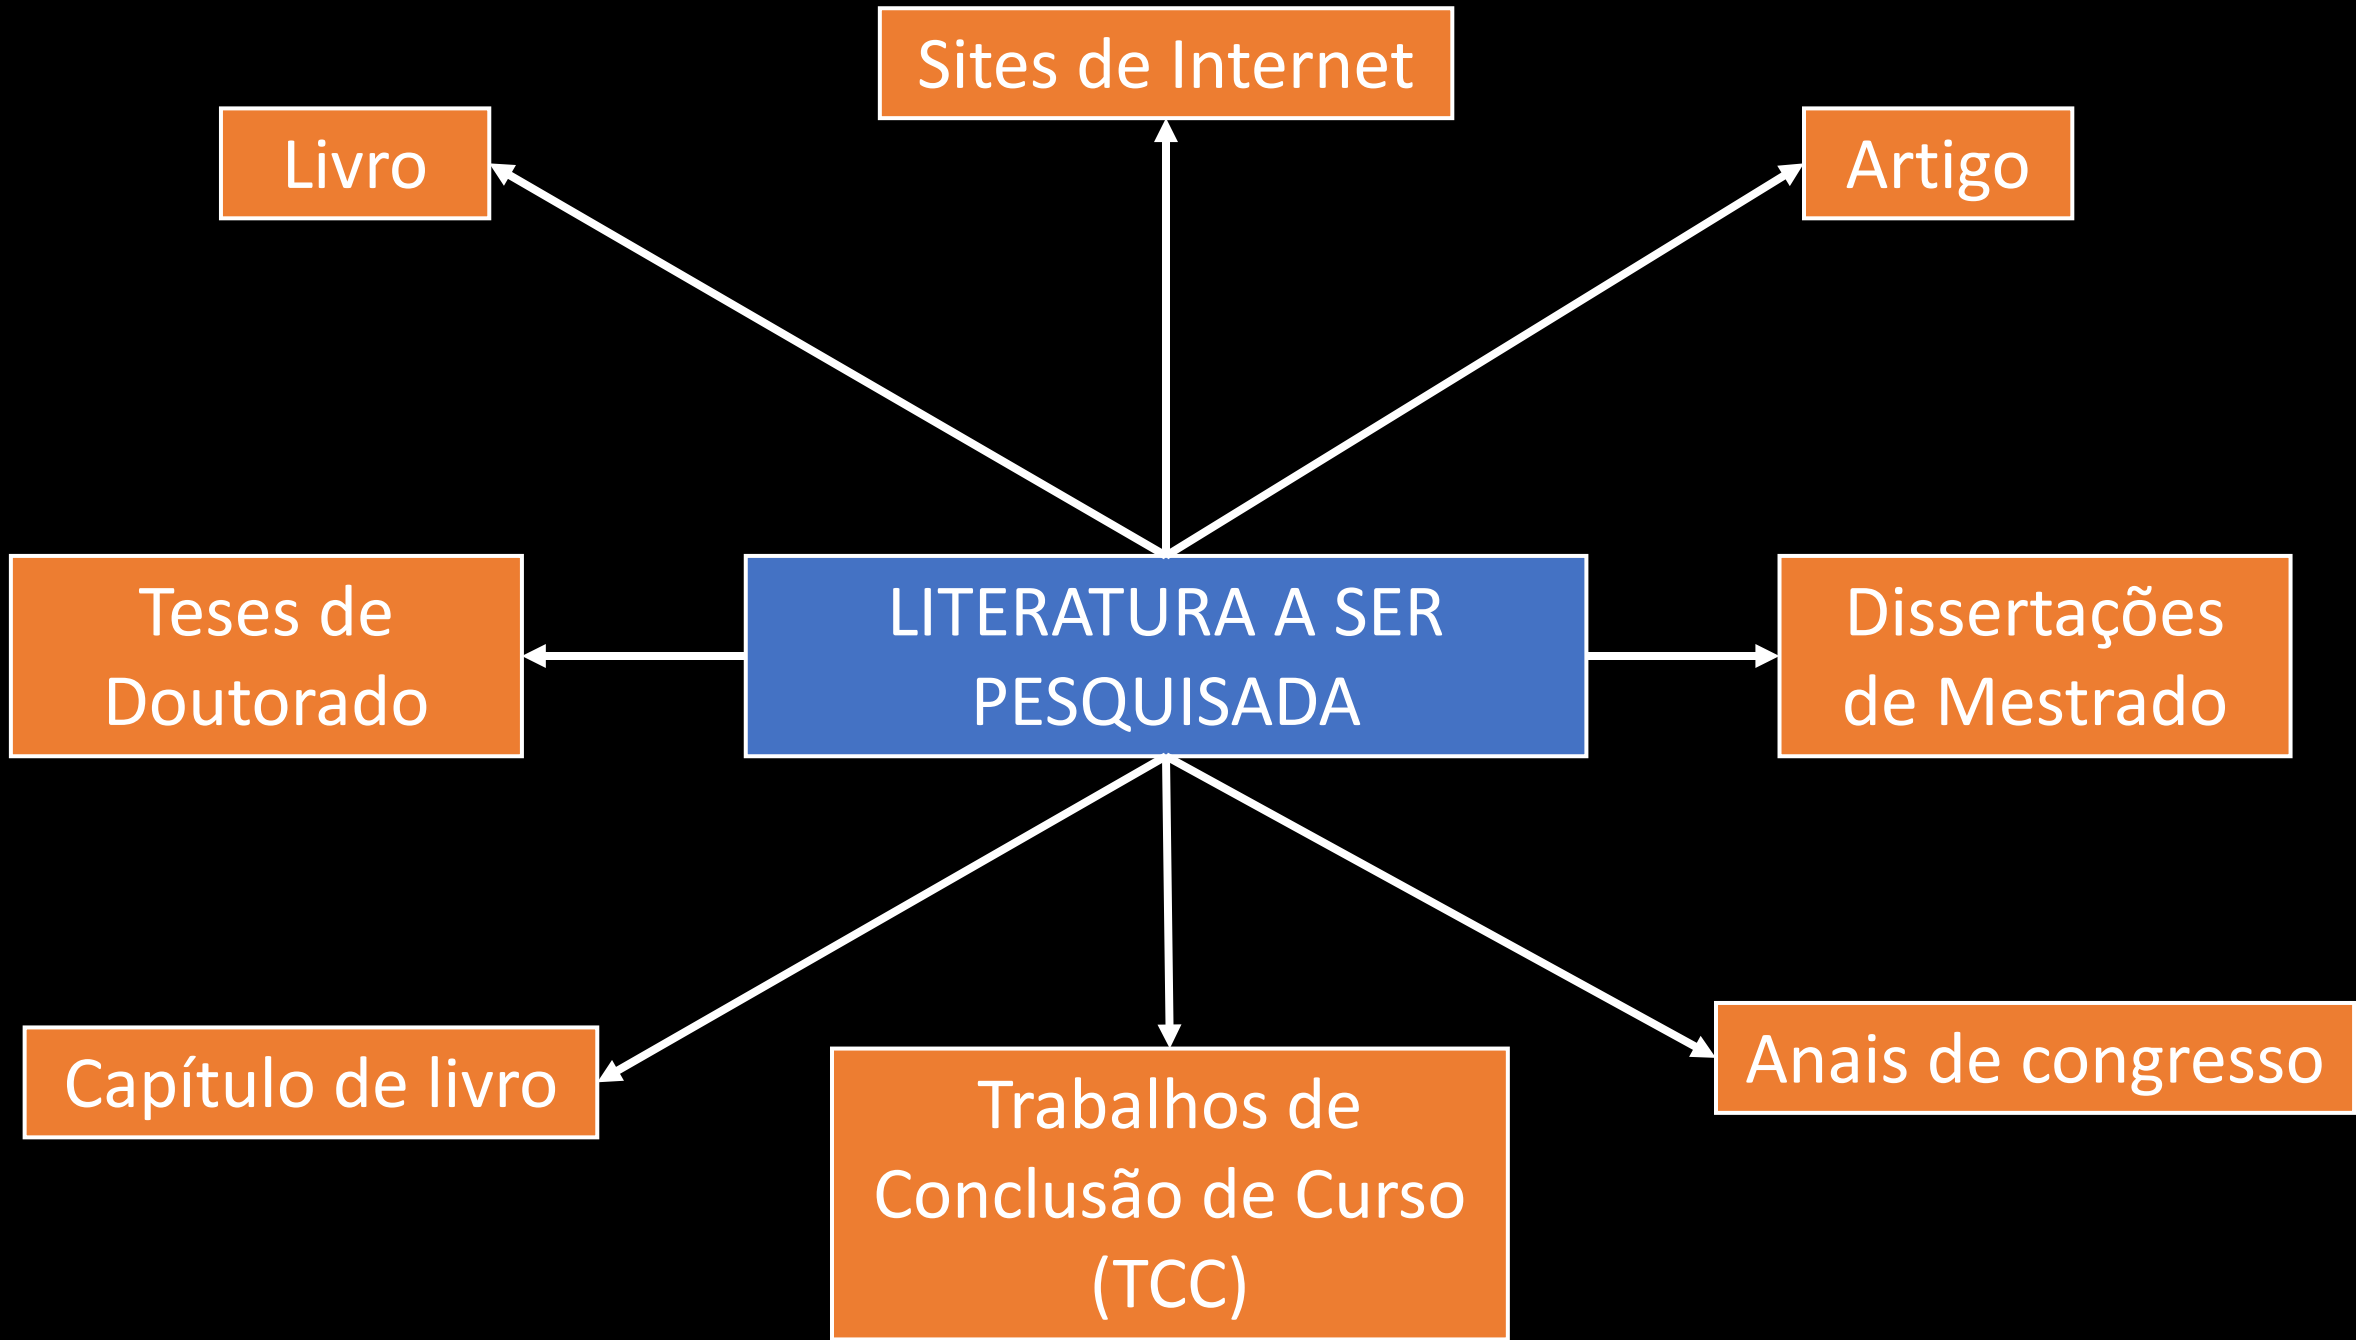 Sites de Internet
Livro
Artigo
Teses de
Doutorado
LITERATURA A SER
PESQUISADA
Dissertações
de Mestrado
Capítulo de livro
Trabalhos de
Conclusão de Curso
(TCC)
Anais de congresso